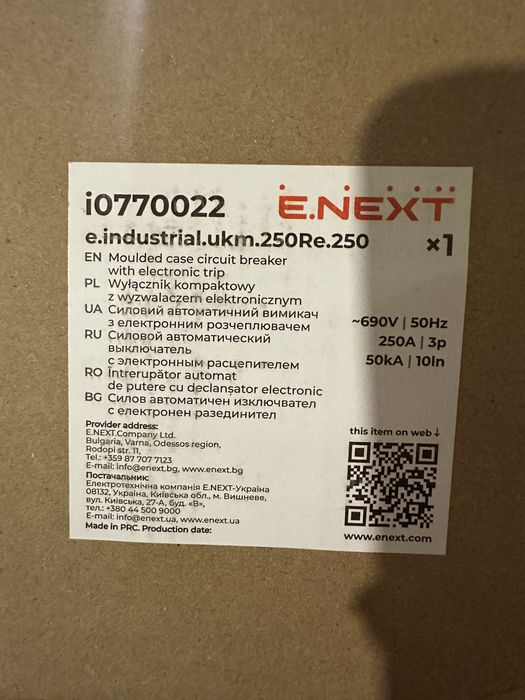 i0770022
E.NEXT
e.industrial.ukm.250Re.250
×1
EN Moulded case circuit breaker
with electronic trip
PL Wyłącznik kompaktowy
z wyzwalaczem elektronicznym
UA Силовий автоматичний вимикач
з електронним розчеплювачем
RU Силовой автоматический
выключатель
с электронным расцепителем
RO Întrerupător automat
de putere cu declanșator electronic
BG Силов автоматичен изключвател
с електронен разединител
~690V | 50Hz
250A | 3p
50kA | 10In
Provider address:
E.NEXT.Company Ltd.
Bulgaria, Varna, Odessos region,
Rodopi str. 11,
Tel.: +359 87 707 7123
E-mail: info@enext.bg, www.enext.bg
Постачальник:
Електротехнічна компанія E.NEXT-Україна
08132, Україна, Київська обл., м. Вишневе,
вул. Київська, 27-А, буд. «В»,
тел.: +380 44 500 9000
E-mail: info@enext.ua, www.enext.ua
Made in PRC. Production date:
this item on web ↓
www.enext.com